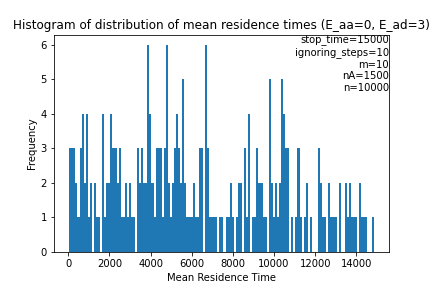 Histogram of distribution of mean residence times (E_aa=0, E_ad=3)
stop_time=15000
ignoring_steps=10
m=10
nA=1500
n=10000
Frequency
6
5
4
3
2
1
0
0 2000 4000 6000 8000 10000 12000 14000
Mean Residence Time